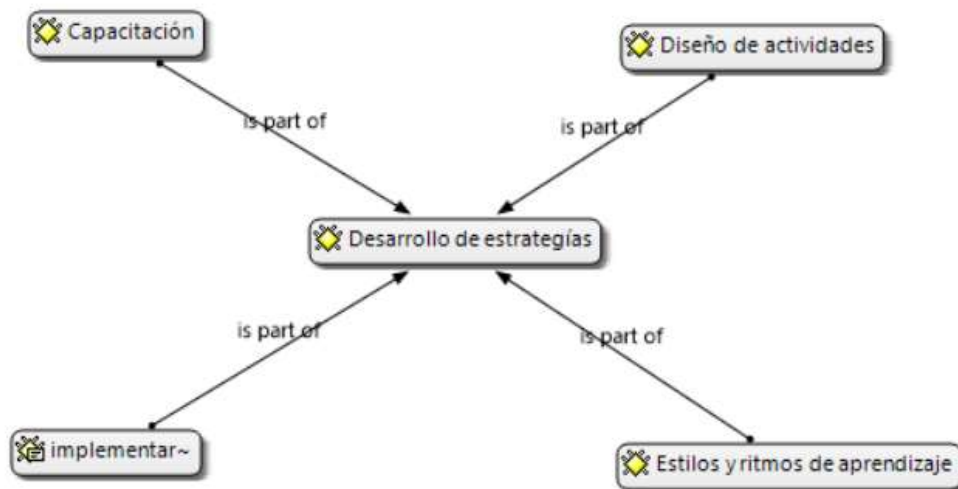 Capacitación
Diseño de actividades
is part of
is part of
Desarrollo de estrategías
is part of
is part of
implementar~
Estilos y ritmos de aprendizaje